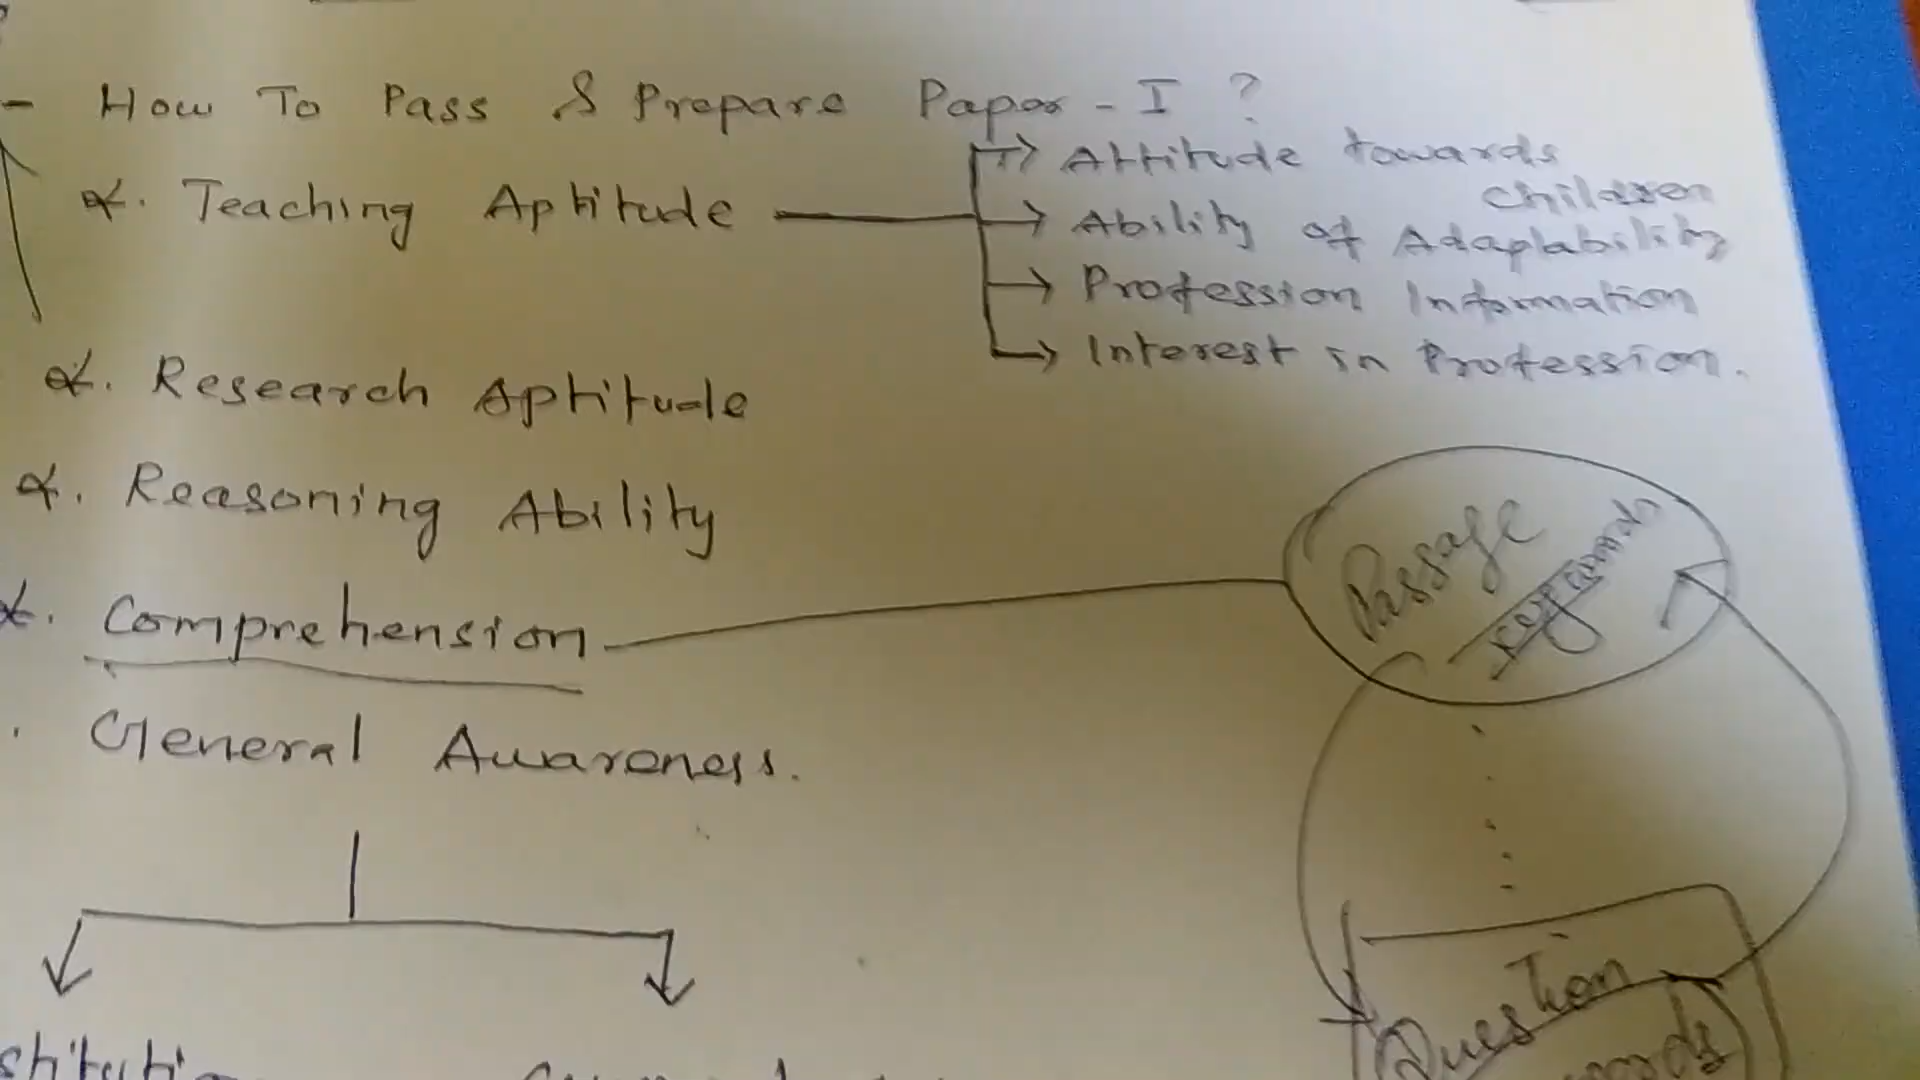 - How To Pass & Prepare Paper - I ?
α. Teaching Aptitude
→ Attitude towards children
→ Ability of Adaptability
→ Profession Information
→ Interest in Profession.
α. Research Aptitude
α. Reasoning Ability
α. Comprehension
Passage
keywords
. General Awareness.
Question